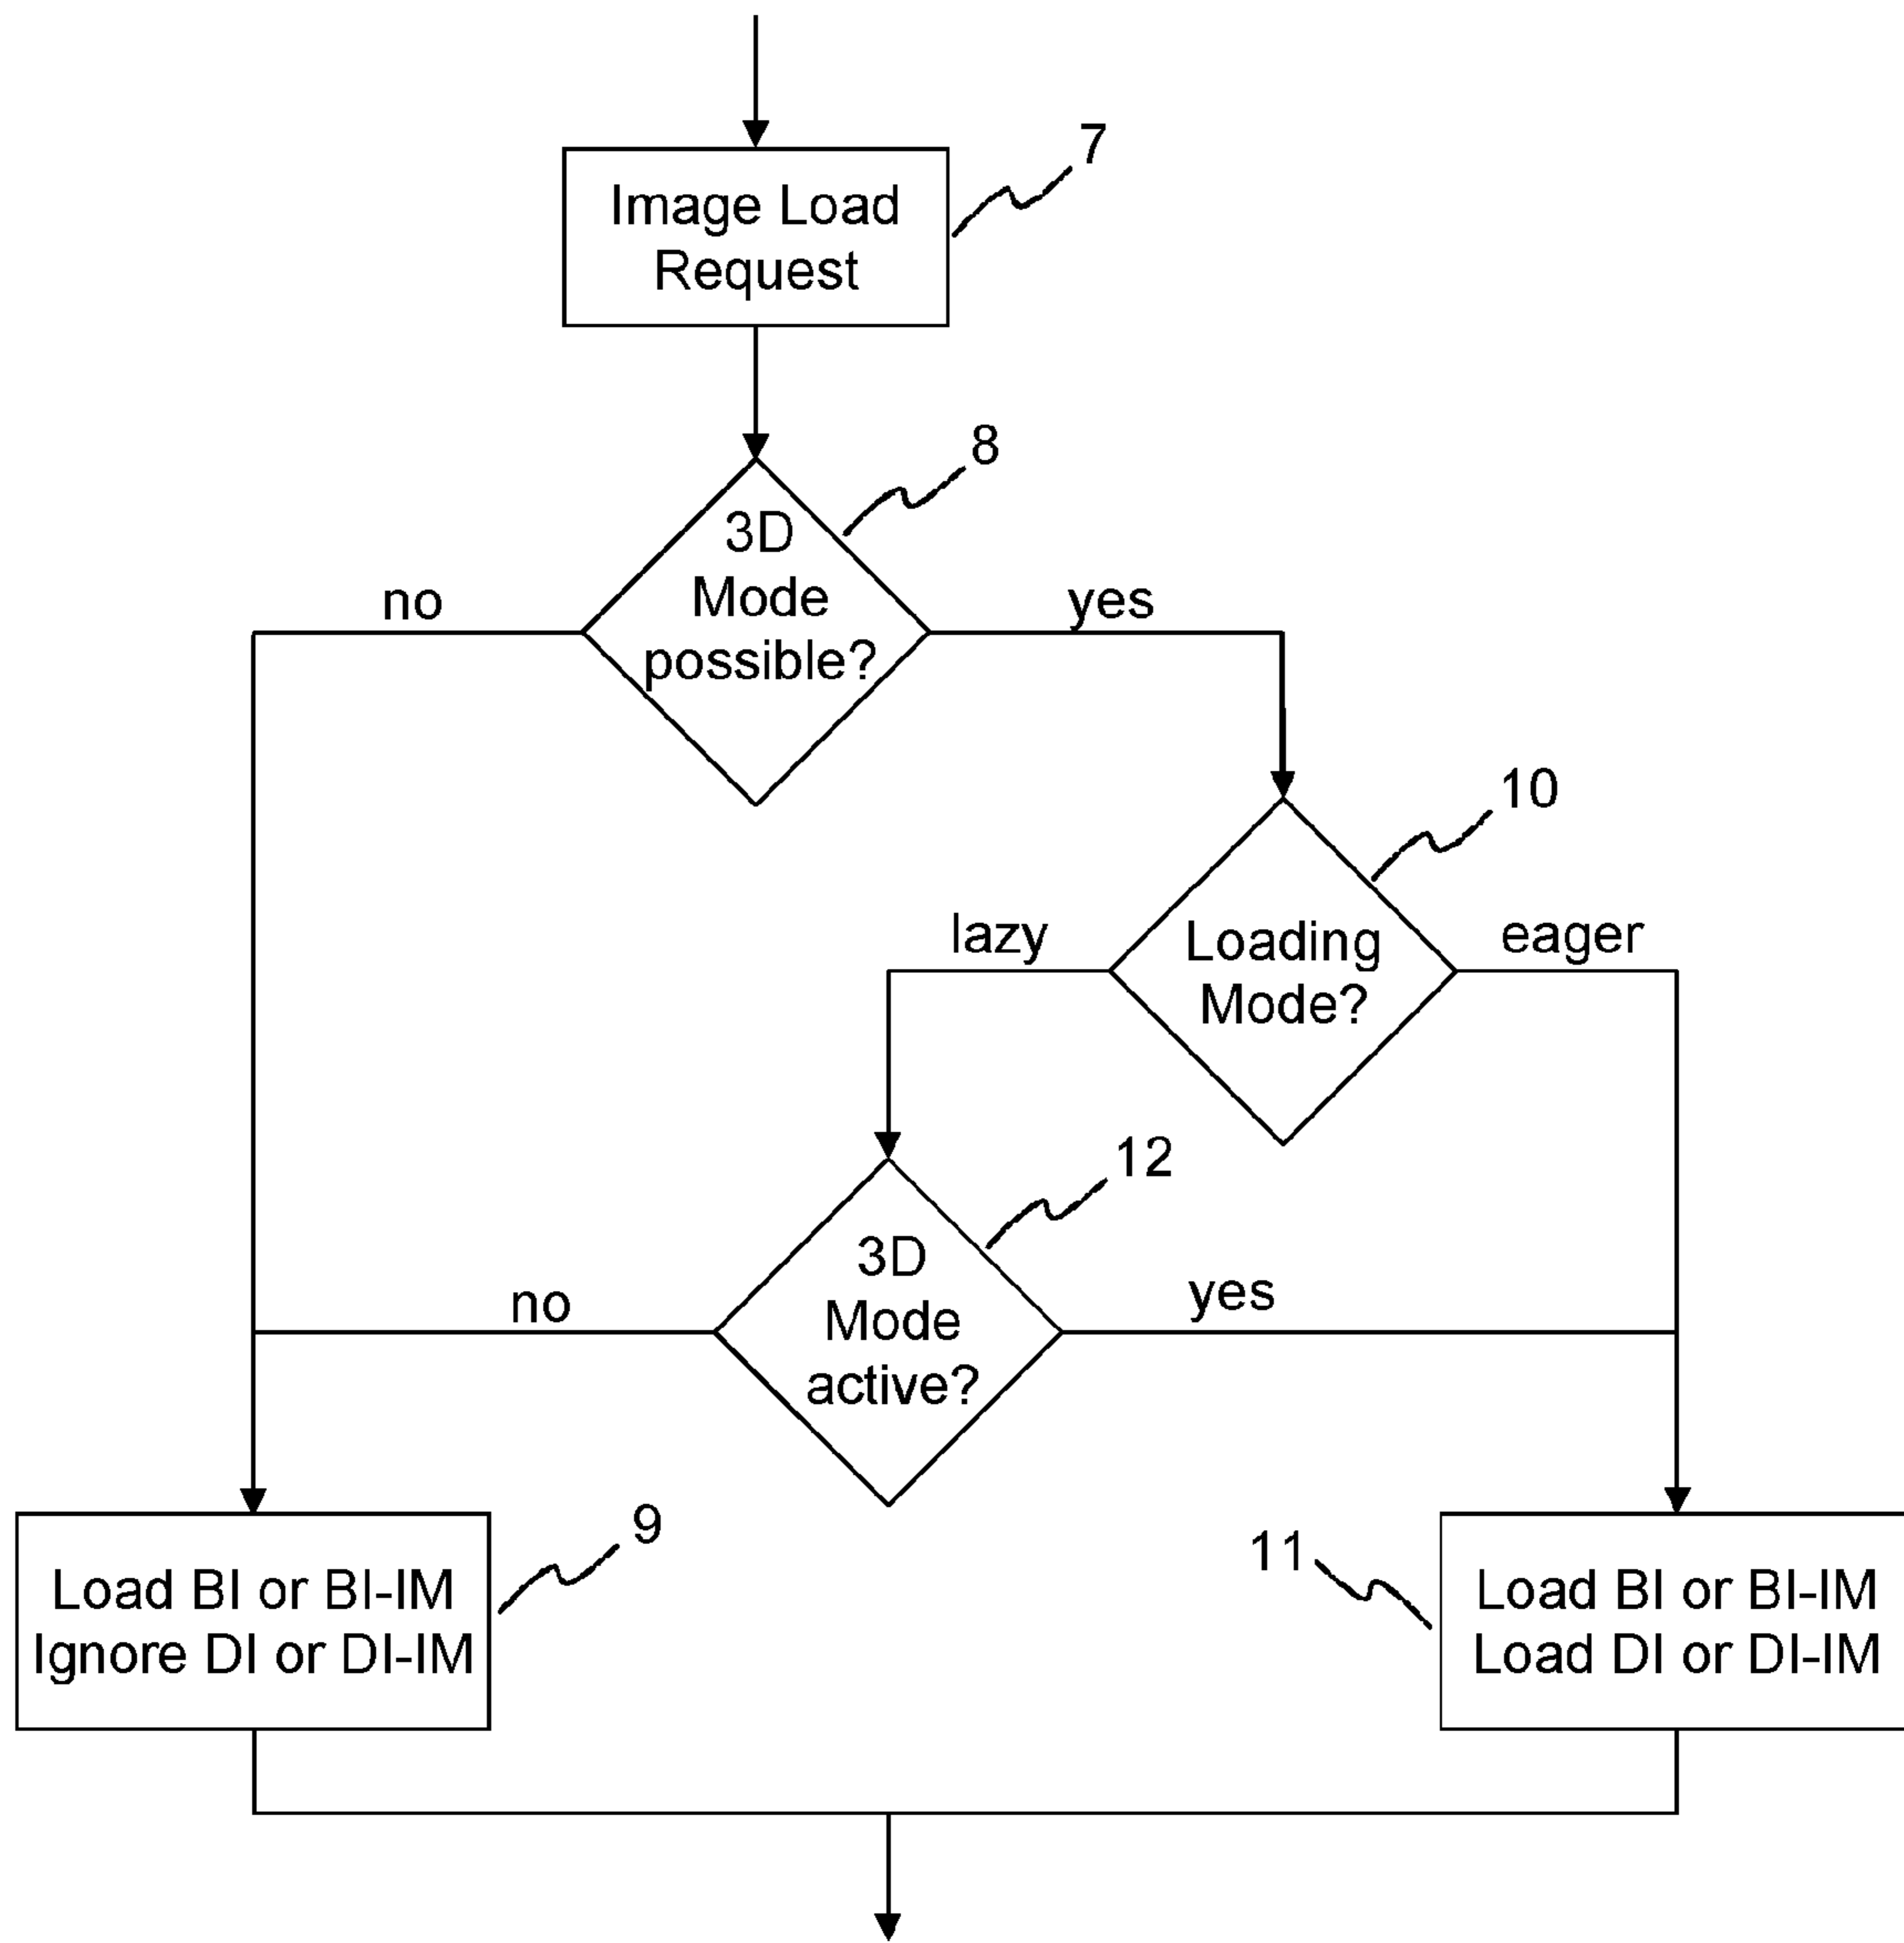 7
Image Load
Request
8
3D
Mode
possible?
no
yes
10
Loading
Mode?
lazy
eager
12
3D
Mode
active?
no
yes
9
Load BI or BI-IM
Ignore DI or DI-IM
11
Load BI or BI-IM
Load DI or DI-IM